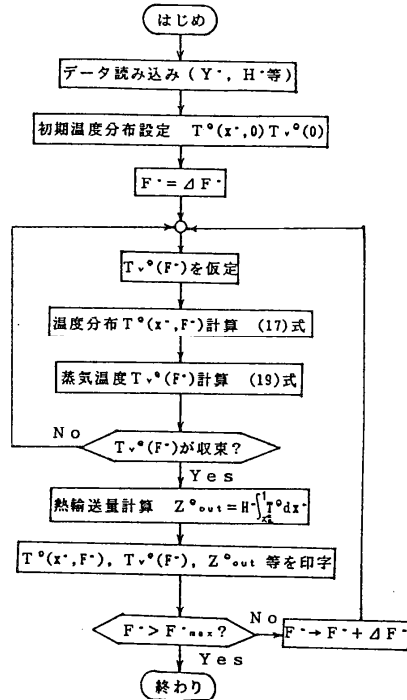 はじめ
データ読み込み (Y⁻, H⁻等)
初期温度分布設定 T°(x⁻,0) Tv°(0)
F⁻=ΔF⁻
Tv°(F⁻)を仮定
温度分布T°(x⁻,F⁻)計算 (17)式
蒸気温度Tv°(F⁻)計算 (19)式
Tv°(F⁻)が収束?
No
Yes
熱輸送量計算 Z°out=H⁻∫T°dx⁻
T°(x⁻,F⁻), Tv°(F⁻), Z°out 等を印字
F⁻>F⁻max?
No
F⁻→F⁻+ΔF⁻
Yes
終わり